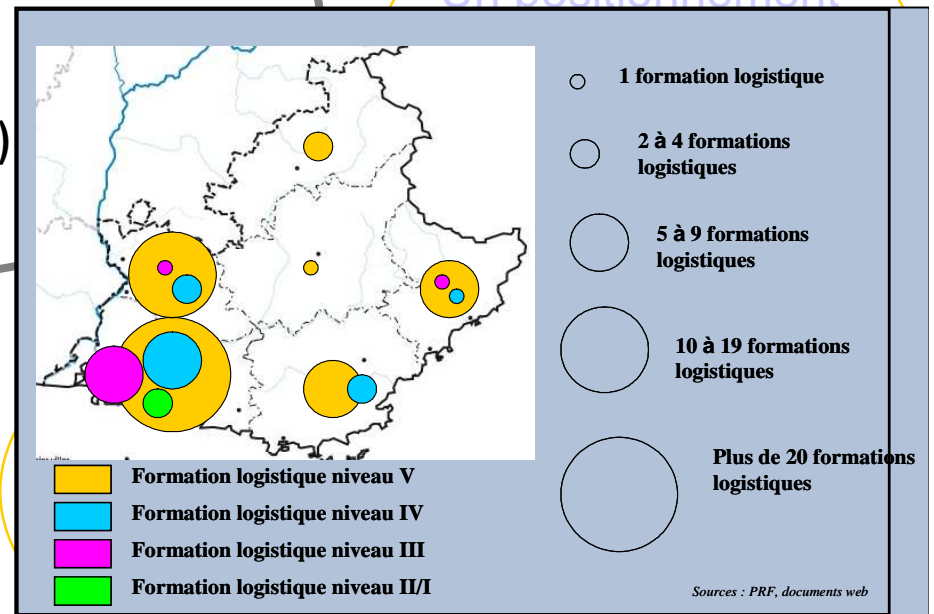 Un positionnement
)
1 formation logistique
2 à 4 formations
logistiques
5 à 9 formations
logistiques
10 à 19 formations
logistiques
Plus de 20 formations
logistiques
Formation logistique niveau V
Formation logistique niveau IV
Formation logistique niveau III
Formation logistique niveau II/I
Sources : PRF, documents web